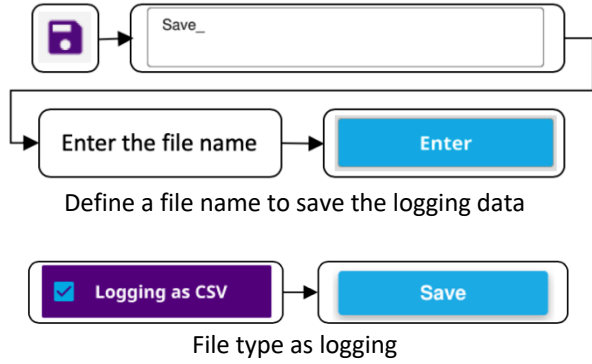 Save_
Enter the file name
Enter
Define a file name to save the logging data
Logging as CSV
Save
File type as logging